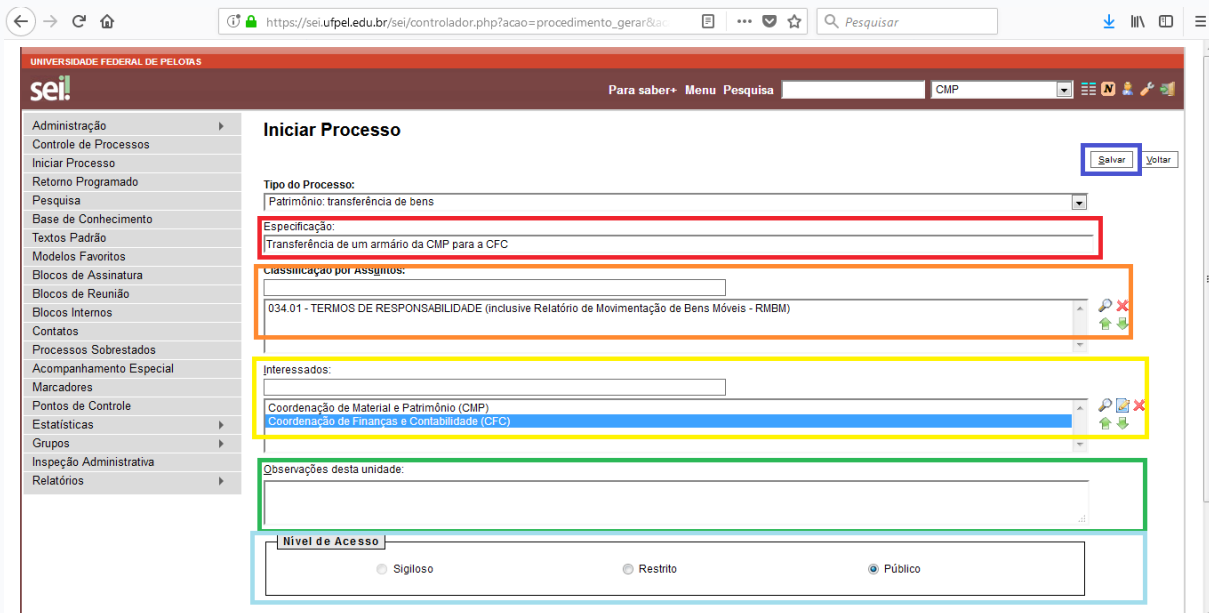 https://sei.ufpel.edu.br/sei/controlador.php?acao=procedimento_gerar&ac
Pesquisar
UNIVERSIDADE FEDERAL DE PELOTAS
sei!
Para saber+ Menu Pesquisa
CMP
N
Administração
Controle de Processos
Iniciar Processo
Retorno Programado
Pesquisa
Base de Conhecimento
Textos Padrão
Modelos Favoritos
Blocos de Assinatura
Blocos de Reunião
Blocos Internos
Contatos
Processos Sobrestados
Acompanhamento Especial
Marcadores
Pontos de Controle
Estatísticas
Grupos
Inspeção Administrativa
Relatórios
Iniciar Processo
Salvar Voltar
Tipo do Processo:
Patrimônio: transferência de bens
Especificação:
Transferência de um armário da CMP para a CFC
Classificação por Assuntos:
034.01 - TERMOS DE RESPONSABILIDADE (inclusive Relatório de Movimentação de Bens Móveis - RMBM)
Interessados:
Coordenação de Material e Patrimônio (CMP)
Coordenação de Finanças e Contabilidade (CFC)
Observações desta unidade:
Nível de Acesso
Sigiloso Restrito Público